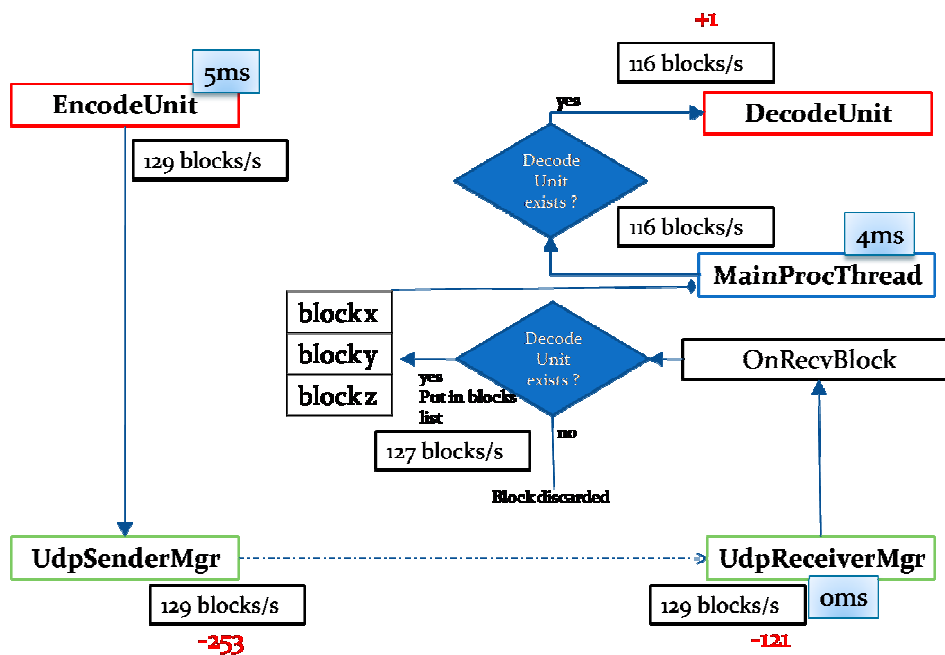 +1
116 blocks/s
5ms
EncodeUnit
yes
DecodeUnit
129 blocks/s
Decode
Unit
exists ?
116 blocks/s
4ms
MainProcThread
blockx
blocky
blockz
Decode
Unit
exists ?
OnRecvBlock
yes
Put in blocks
list
no
127 blocks/s
Block discarded
UdpSenderMgr
UdpReceiverMgr
129 blocks/s
129 blocks/s
0ms
-253
-121